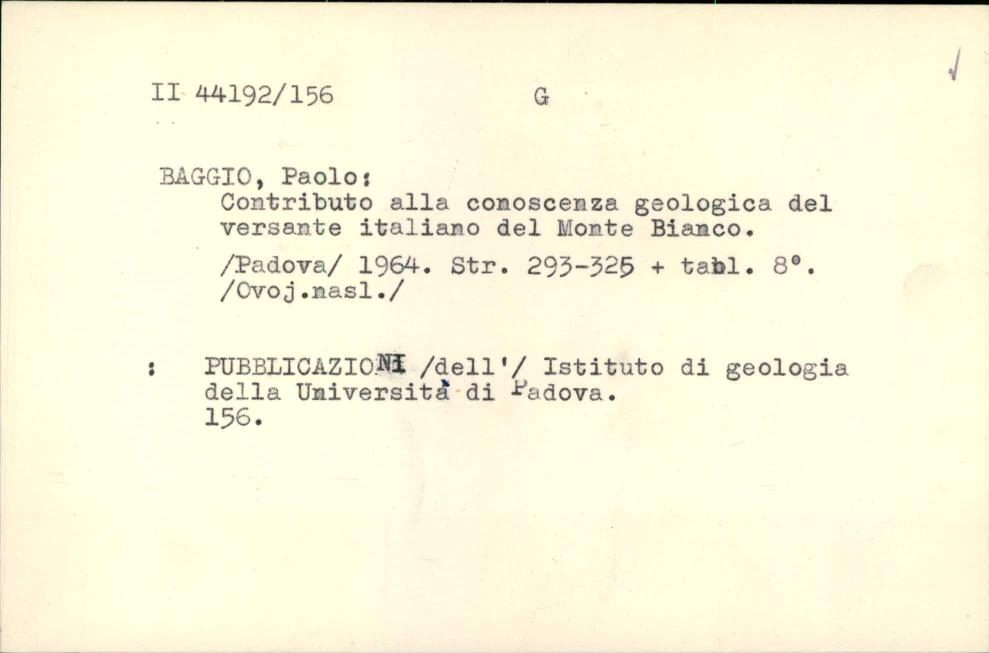 II 44192/156 G
BAGGIO, Paolo:
Contributo alla conoscenza geologica del
versante italiano del Monte Bianco.
/Padova/ 1964. Str. 293-325 + tabl. 8°.
/Ovoj.nasl./
: PUBBLICAZIONI /dell'/ Istituto di geologia
della Università di Padova.
156.